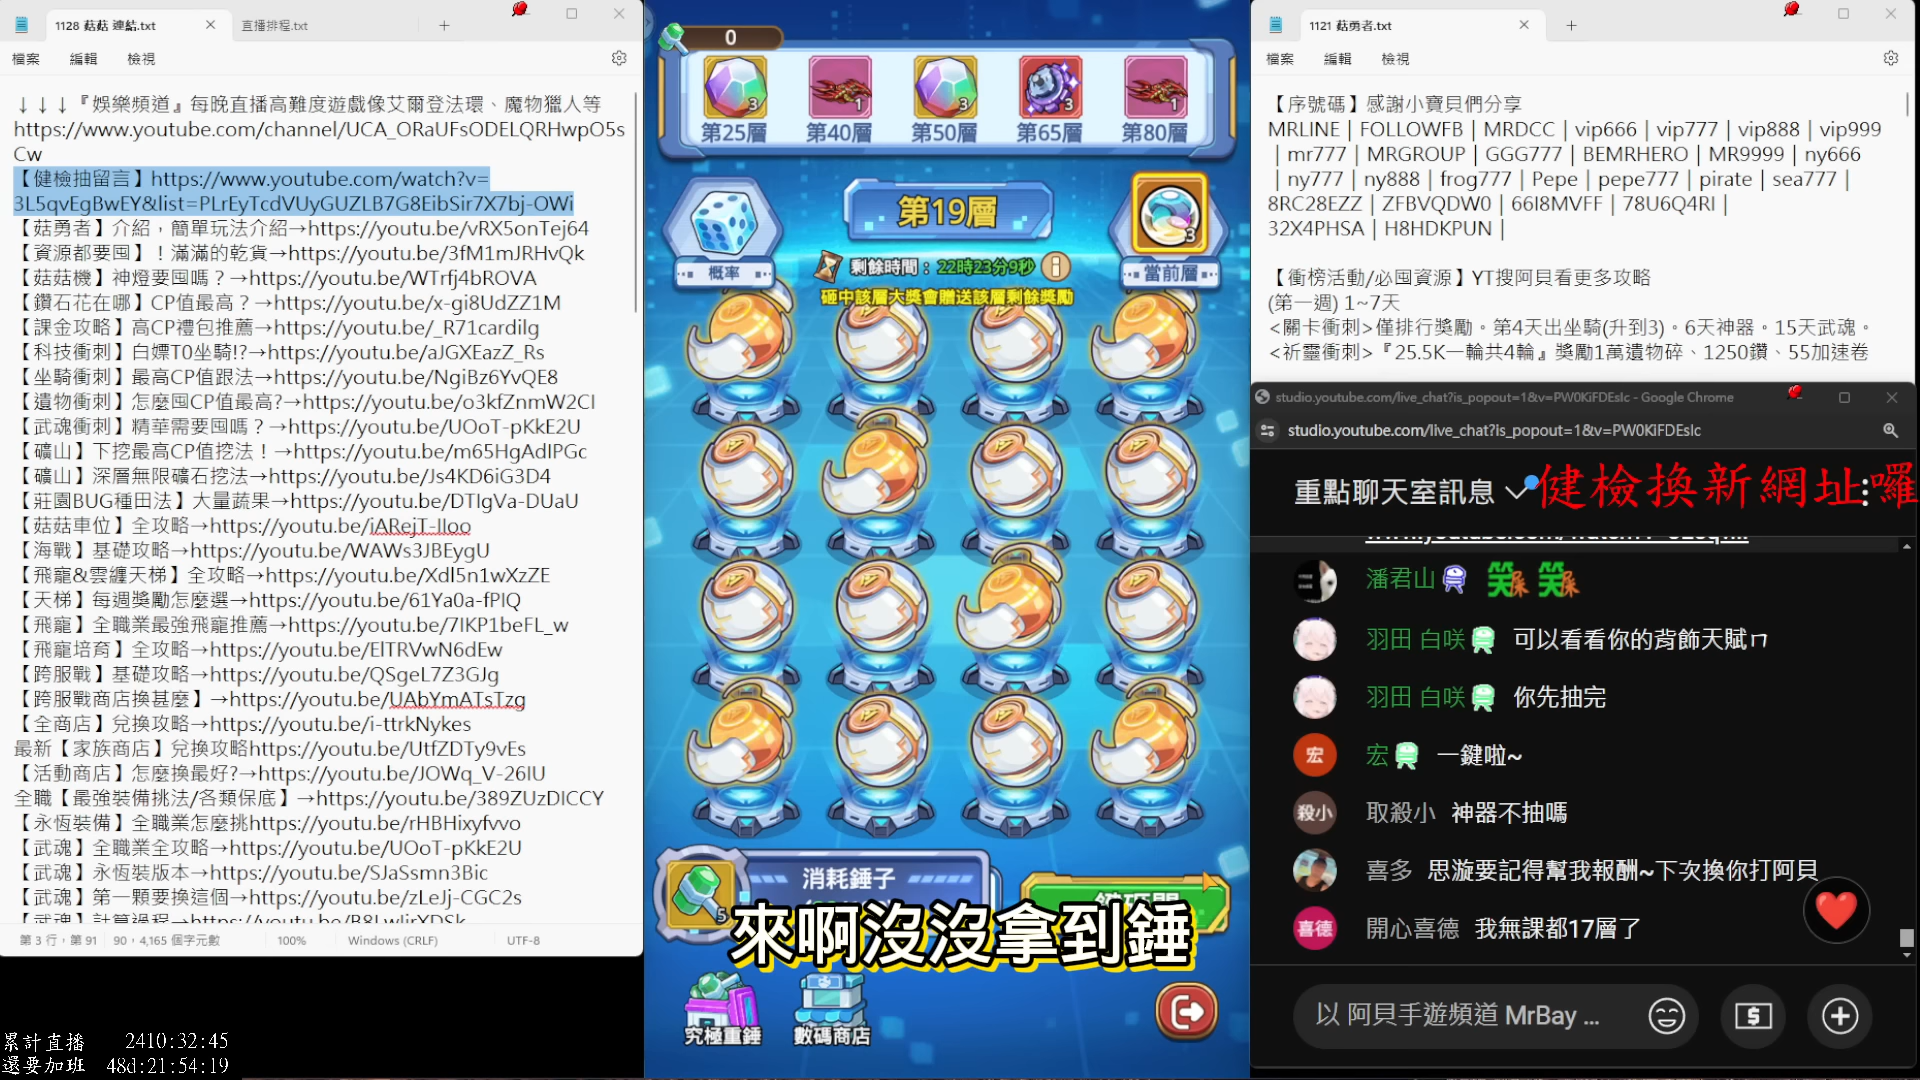 1128 菇菇 連結.txt
直播排程.txt
檔案 編輯 檢視
↓↓↓『娛樂頻道』每晚直播高難度遊戲像艾爾登法環、魔物獵人等
https://www.youtube.com/channel/UCA_ORaUFsODELQRHwpO5s
Cw
【健檢抽留言】https://www.youtube.com/watch?v=
3L5qvEgBwEY&list=PLrEyTcdVUyGUZLB7G8EibSir7X7bj-OWi
【菇勇者】介紹，簡單玩法介紹→https://youtu.be/vRX5onTej64
【資源都要囤】！滿滿的乾貨→https://youtu.be/3fM1mJRHvQk
【菇菇機】神燈要囤嗎？→https://youtu.be/WTrfj4bROVA
【鑽石花在哪】CP值最高？→https://youtu.be/x-gi8UdZZ1M
【課金攻略】高CP禮包推薦→https://youtu.be/_R71cardilg
【科技衝刺】白嫖T0坐騎!?→https://youtu.be/aJGXEazZ_Rs
【坐騎衝刺】最高CP值跟法→https://youtu.be/NgiBz6YvQE8
【遺物衝刺】怎麼囤CP值最高?→https://youtu.be/o3kfZnmW2CI
【武魂衝刺】精華需要囤嗎？→https://youtu.be/UOoT-pKkE2U
【礦山】下挖最高CP值挖法！→https://youtu.be/m65HgAdlPGc
【礦山】深層無限礦石挖法→https://youtu.be/Js4KD6iG3D4
【莊園BUG種田法】大量蔬果→https://youtu.be/DTIgVa-DUaU
【菇菇車位】全攻略→https://youtu.be/iARejT-Iloo
【海戰】基礎攻略→https://youtu.be/WAWs3JBEygU
【飛寵&雲纏天梯】全攻略→https://youtu.be/Xdl5n1wXzZE
【天梯】每週獎勵怎麼選→https://youtu.be/61Ya0a-fPIQ
【飛寵】全職業最強飛寵推薦→https://youtu.be/7IKP1beFL_w
【飛寵培育】全攻略→https://youtu.be/ElTRVwN6dEw
【跨服戰】基礎攻略→https://youtu.be/QSgeL7Z3GJg
【跨服戰商店換甚麼】→https://youtu.be/UAbYmATsTzg
【全商店】兌換攻略→https://youtu.be/i-ttrkNykes
最新【家族商店】兌換攻略https://youtu.be/UtfZDTy9vEs
【活動商店】怎麼換最好?→https://youtu.be/JOWq_V-26IU
全職【最強裝備挑法/各類保底】→https://youtu.be/389ZUzDICCY
【永恆裝備】全職業怎麼挑https://youtu.be/rHBHixyfvvo
【武魂】全職業全攻略→https://youtu.be/UOoT-pKkE2U
【武魂】永恆裝版本→https://youtu.be/SJaSsmn3Bic
【武魂】第一顆要換這個→https://youtu.be/zLeJj-CGC2s
【武魂】計算過程→https://youtu.be/B8LwJirXDSk
第 3 行，第 91 90，4,165 個字元數 100% Windows (CRLF) UTF-8
累計直播 2410:32:45
還要加班 48d:21:54:19
0
3 1 3 3 1
第25層 第40層 第50層 第65層 第80層
第19層
3
概率
剩餘時間：22時23分9秒
當前層
砸中該層大獎會贈送該層剩餘獎勵
消耗錘子
5
來啊沒沒拿到錘
究極重錘 數碼商店
1121 菇勇者.txt
檔案 編輯 檢視
【序號碼】感謝小寶貝們分享
MRLINE | FOLLOWFB | MRDCC | vip666 | vip777 | vip888 | vip999
| mr777 | MRGROUP | GGG777 | BEMRHERO | MR9999 | ny666
| ny777 | ny888 | frog777 | Pepe | pepe777 | pirate | sea777 |
8RC28EZZ | ZFBVQDW0 | 66I8MVFF | 78U6Q4RI |
32X4PHSA | H8HDKPUN |
【衝榜活動/必囤資源】YT搜阿貝看更多攻略
(第一週) 1~7天
<關卡衝刺>僅排行獎勵。第4天出坐騎(升到3)。6天神器。15天武魂。
<祈靈衝刺>『25.5K一輪共4輪』獎勵1萬遺物碎、1250鑽、55加速卷
studio.youtube.com/live_chat?is_popout=1&v=PW0KiFDEsIc - Google Chrome
studio.youtube.com/live_chat?is_popout=1&v=PW0KiFDEsIc
重點聊天室訊息
健檢換新網址囉
潘君山 笑 笑
羽田 白咲 可以看看你的背飾天賦ㄇ
羽田 白咲 你先抽完
宏 宏 一鍵啦~
殺小 取殺小 神器不抽嗎
喜多 思漩要記得幫我報酬~下次換你打阿貝
喜德 開心喜德 我無課都17層了
以 阿貝手遊頻道 MrBay ...